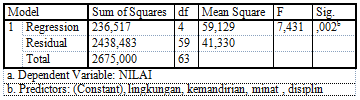 Model Sum of Squares df Mean Square F Sig.
1 Regression 236,517 4 59,129 7,431 ,002b
Residual 2438,483 59 41,330
Total 2675,000 63
a. Dependent Variable: NILAI
b. Predictors: (Constant), lingkungan, kemandirian, minat , disiplin